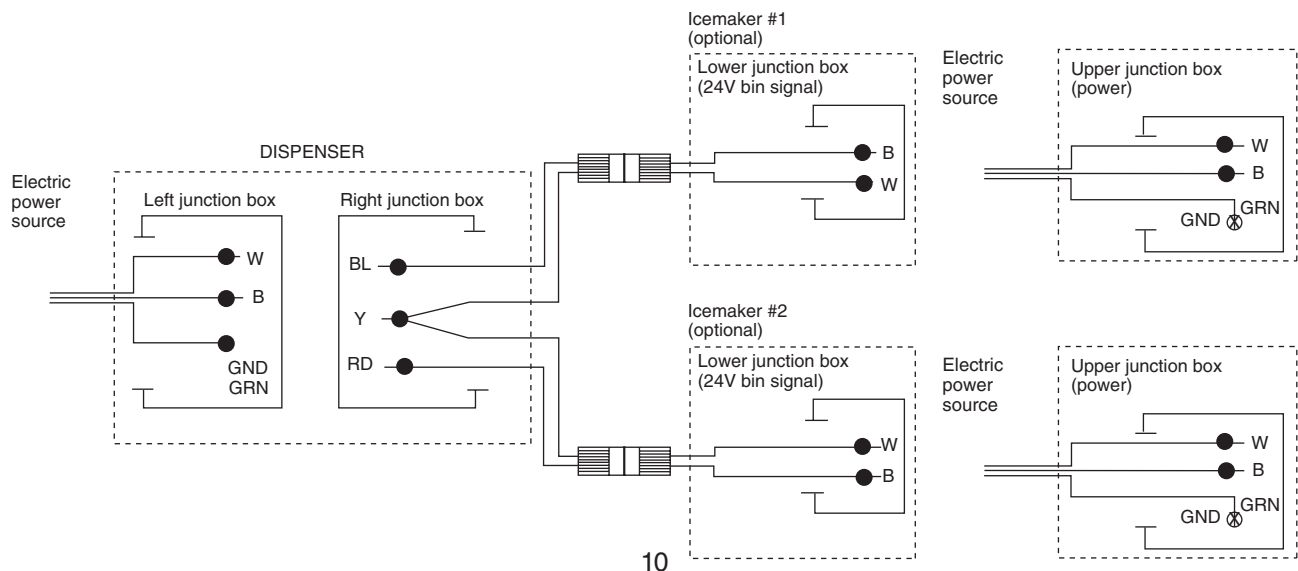 Electric
power
source
DISPENSER
Left junction box
W
B
GND
GRN
Right junction box
BL
Y
RD
Icemaker #1
(optional)
Lower junction box
(24V bin signal)
B
W
Electric
power
source
Upper junction box
(power)
W
B
GRN
GND
Icemaker #2
(optional)
Lower junction box
(24V bin signal)
W
B
Electric
power
source
Upper junction box
(power)
W
B
GRN
GND
10